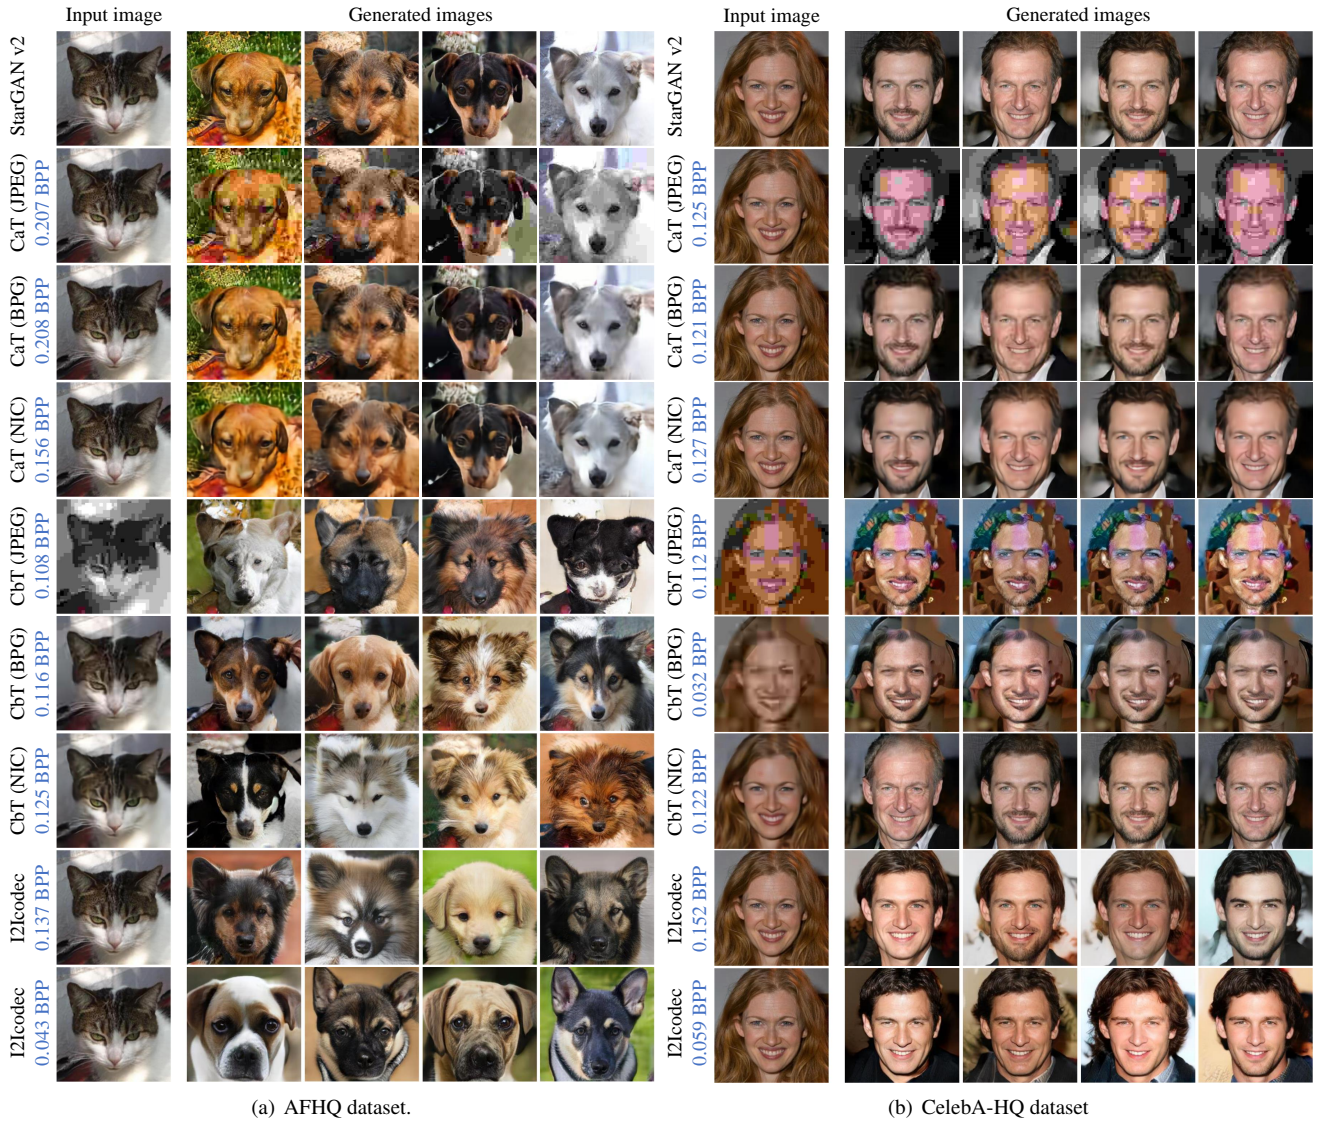 Input image
Generated images
Input image
Generated images
StarGAN v2
StarGAN v2
CaT (JPEG)
0.207 BPP
CaT (JPEG)
0.125 BPP
CaT (BPG)
0.208 BPP
CaT (BPG)
0.121 BPP
CaT (NIC)
0.156 BPP
CaT (NIC)
0.127 BPP
CbT (JPEG)
0.108 BPP
CbT (JPEG)
0.112 BPP
CbT (BPG)
0.116 BPP
CbT (BPG)
0.032 BPP
CbT (NIC)
0.125 BPP
CbT (NIC)
0.122 BPP
I2Icodec
0.137 BPP
I2Icodec
0.152 BPP
I2Icodec
0.043 BPP
I2Icodec
0.059 BPP
(a) AFHQ dataset.
(b) CelebA-HQ dataset